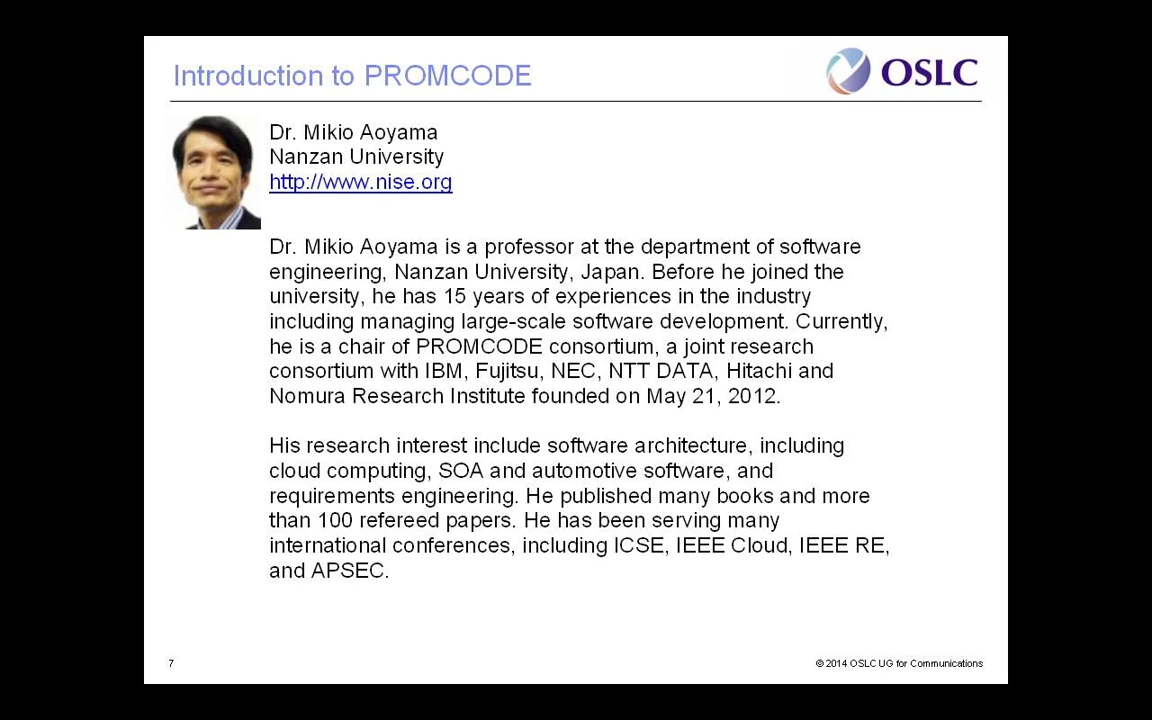 Introduction to PROMCODE
OSLC
Dr. Mikio Aoyama
Nanzan University
http://www.nise.org
Dr. Mikio Aoyama is a professor at the department of software
engineering, Nanzan University, Japan. Before he joined the
university, he has 15 years of experiences in the industry
including managing large-scale software development. Currently,
he is a chair of PROMCODE consortium, a joint research
consortium with IBM, Fujitsu, NEC, NTT DATA, Hitachi and
Nomura Research Institute founded on May 21, 2012.
His research interest include software architecture, including
cloud computing, SOA and automotive software, and
requirements engineering. He published many books and more
than 100 refereed papers. He has been serving many
international conferences, including ICSE, IEEE Cloud, IEEE RE,
and APSEC.
7
© 2014 OSLC UG for Communications